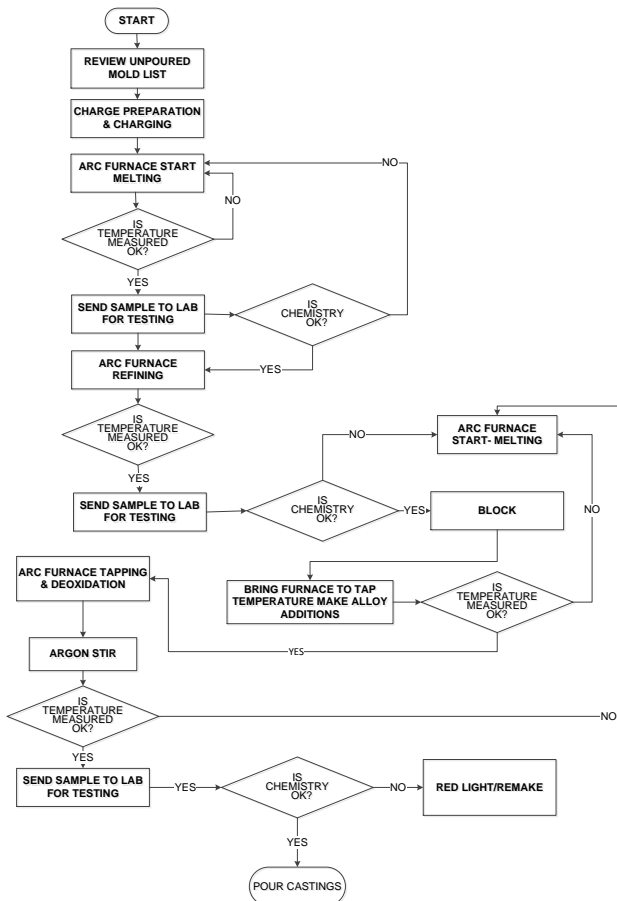 START
REVIEW UNPOURED
MOLD LIST
CHARGE PREPARATION
& CHARGING
ARC FURNACE START
MELTING
NO
NO
IS
TEMPERATURE
MEASURED
OK?
YES
SEND SAMPLE TO LAB
FOR TESTING
IS
CHEMISTRY
OK?
YES
ARC FURNACE
REFINING
IS
TEMPERATURE
MEASURED
OK?
YES
SEND SAMPLE TO LAB
FOR TESTING
IS
CHEMISTRY
OK?
NO
ARC FURNACE
START- MELTING
YES
BLOCK
NO
BRING FURNACE TO TAP
TEMPERATURE MAKE ALLOY
ADDITIONS
IS
TEMPERATURE
MEASURED
OK?
YES
ARC FURNACE TAPPING
& DEOXIDATION
ARGON STIR
IS
TEMPERATURE
MEASURED
OK?
NO
YES
SEND SAMPLE TO LAB
FOR TESTING
YES
IS
CHEMISTRY
OK?
NO
RED LIGHT/REMAKE
YES
POUR CASTINGS